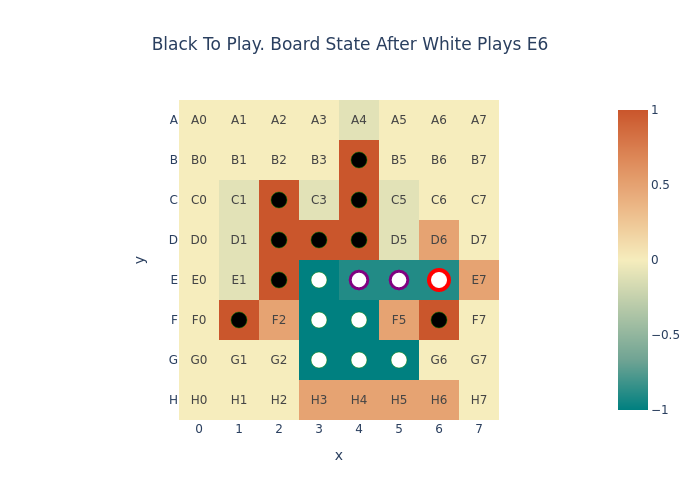 Black To Play. Board State After White Plays E6
A A0 A1 A2 A3 A4 A5 A6 A7
B B0 B1 B2 B3 B5 B6 B7
C C0 C1 C3 C5 C6 C7
D D0 D1 D5 D6 D7
E E0 E1 E7
F F0 F2 F5 F7
G G0 G1 G2 G6 G7
H H0 H1 H2 H3 H4 H5 H6 H7
0 1 2 3 4 5 6 7
x
y
1
0.5
0
−0.5
−1